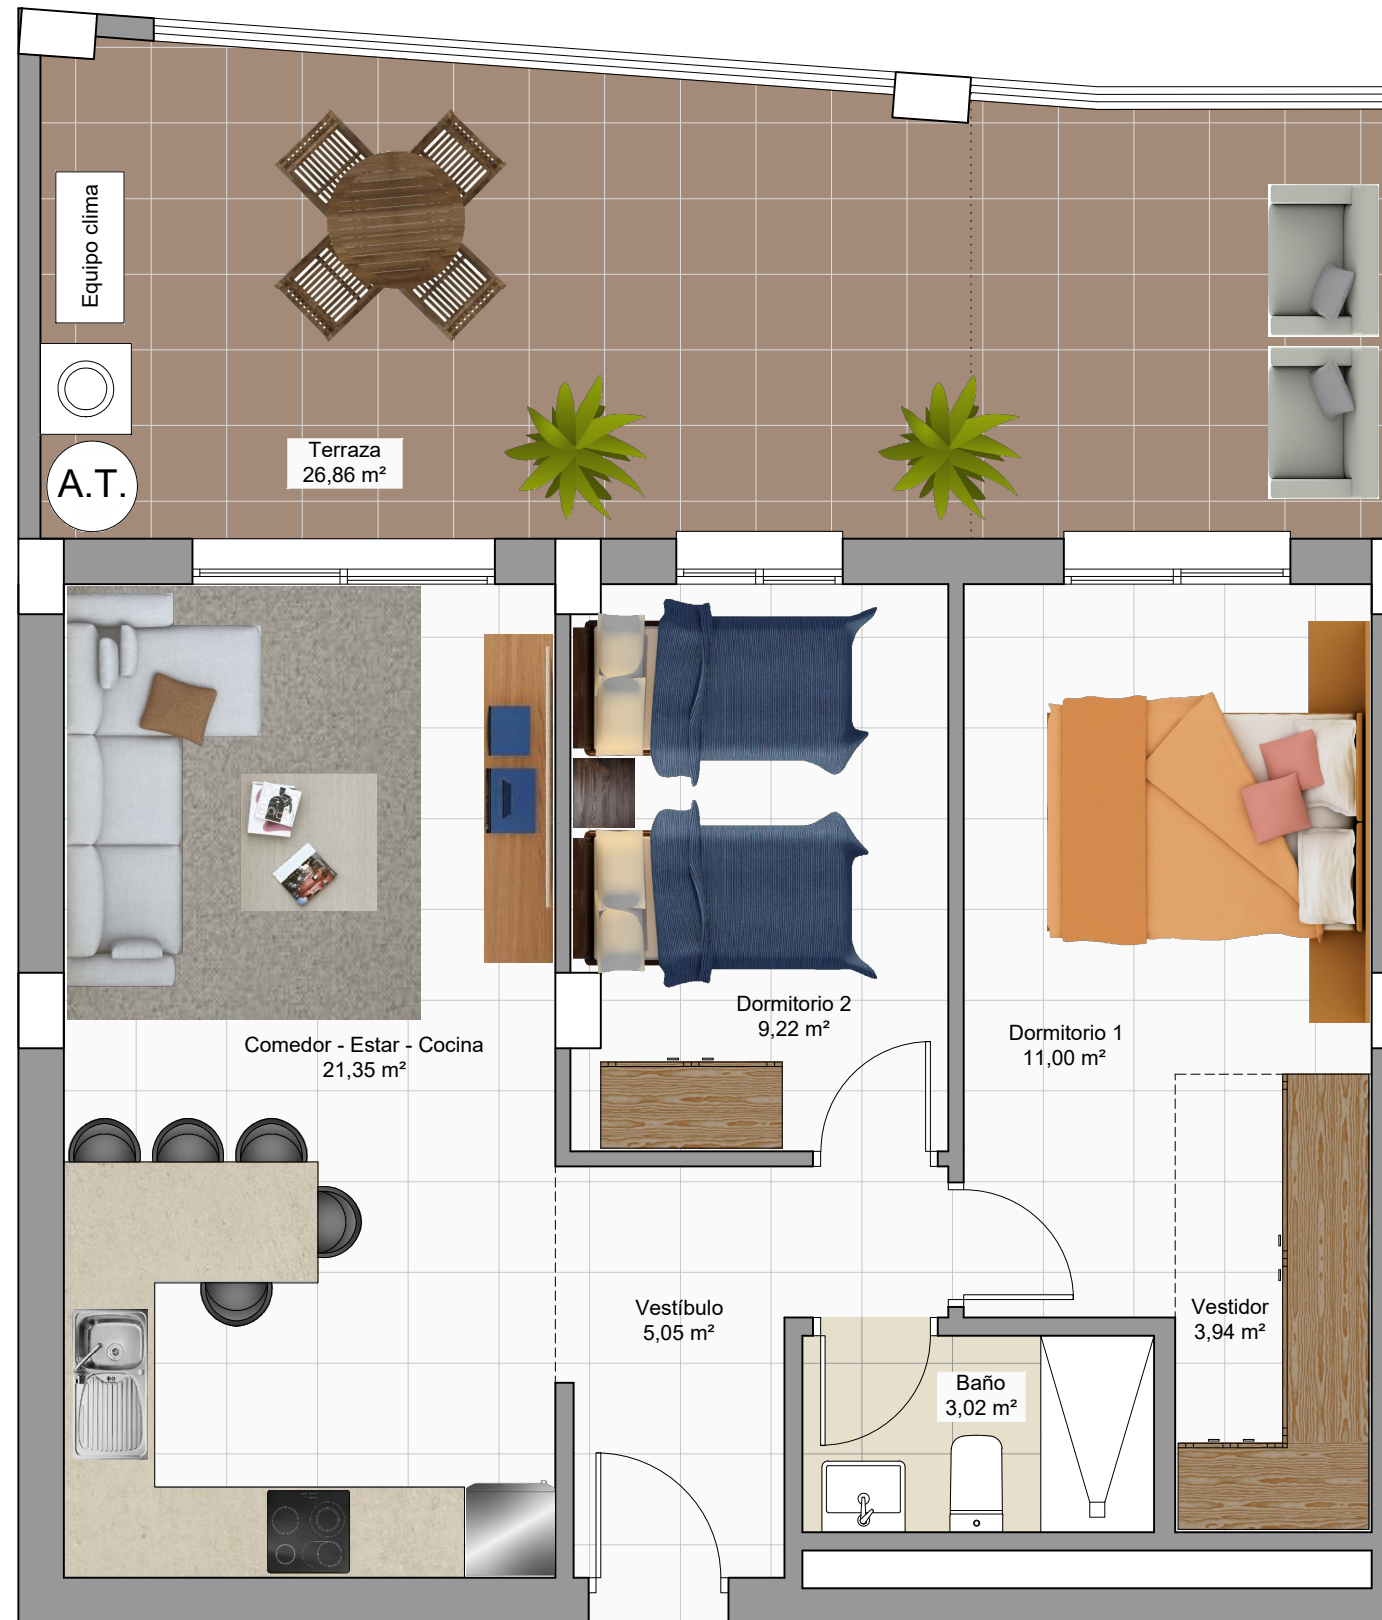 Equipo clima
A.T.
Terraza
26,86 m²
Dormitorio 2
9,22 m²
Dormitorio 1
11,00 m²
Comedor - Estar - Cocina
21,35 m²
Vestíbulo
5,05 m²
Vestidor
3,94 m²
Baño
3,02 m²